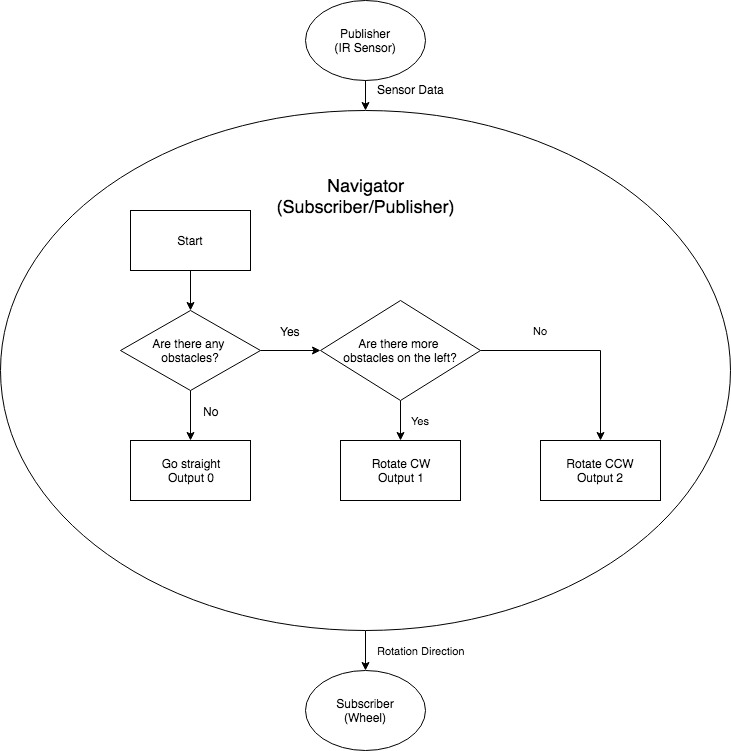 Publisher
(IR Sensor)
Sensor Data
Navigator
(Subscriber/Publisher)
Start
Are there any
obstacles?
Yes
Are there more
obstacles on the left?
No
No
Yes
Go straight
Output 0
Rotate CW
Output 1
Rotate CCW
Output 2
Rotation Direction
Subscriber
(Wheel)